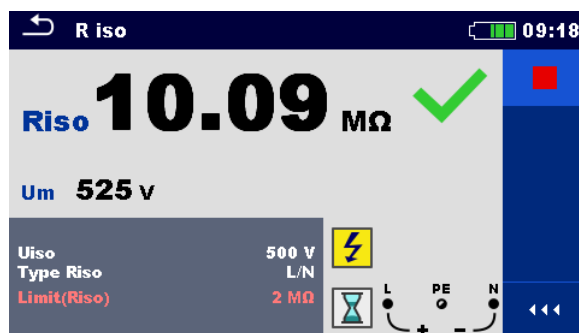 R iso 09:18
Riso 10.09 MΩ
Um 525 V
Uiso 500 V
Type Riso L/N
Limit(Riso) 2 MΩ
L PE N
+ -